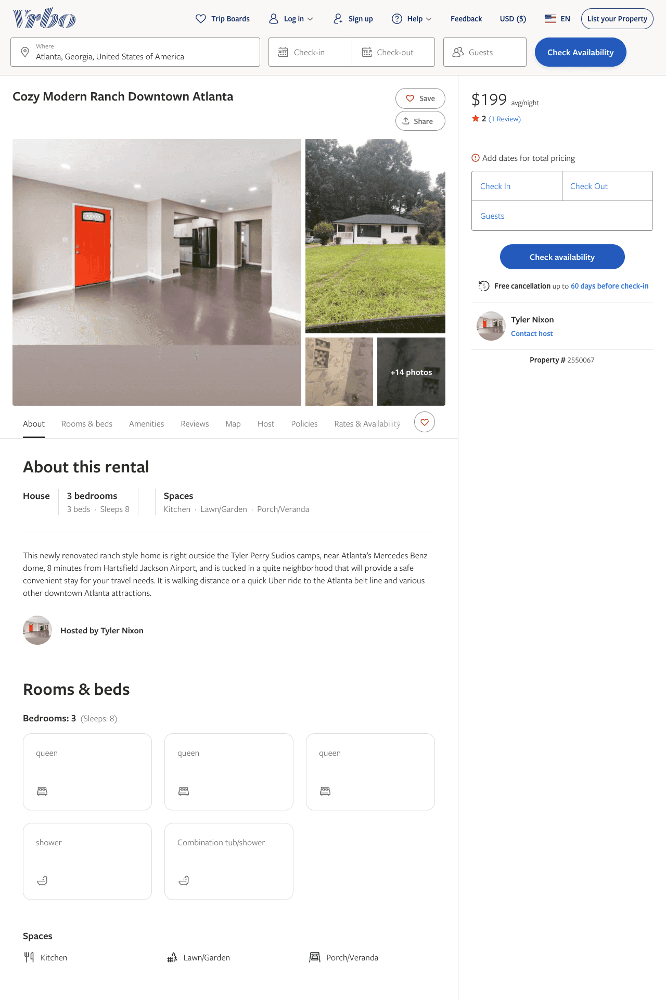 Vrbo
Trip Boards
Log in
Sign up
Help
Feedback
USD ($)
EN
List your Property
Where
Atlanta, Georgia, United States of America
Check-in
Check-out
Guests
Check Availability
Cozy Modern Ranch Downtown Atlanta
Save
Share
+14 photos
$199 avg/night
2 (1 Review)
Add dates for total pricing
Check In
Check Out
Guests
Check availability
Free cancellation up to 60 days before check-in
Tyler Nixon
Contact host
Property # 2550067
About
Rooms & beds
Amenities
Reviews
Map
Host
Policies
Rates & Availability
About this rental
House
3 bedrooms
3 beds · Sleeps 8
Spaces
Kitchen · Lawn/Garden · Porch/Veranda
This newly renovated ranch style home is right outside the Tyler Perry Sudios camps, near Atlanta’s Mercedes Benz
dome, 8 minutes from Hartsfield Jackson Airport, and is tucked in a quite neighborhood that will provide a safe
convenient stay for your travel needs. It is walking distance or a quick Uber ride to the Atlanta belt line and various
other downtown Atlanta attractions.
Hosted by Tyler Nixon
Rooms & beds
Bedrooms: 3 (Sleeps: 8)
queen
queen
queen
shower
Combination tub/shower
Spaces
Kitchen
Lawn/Garden
Porch/Veranda